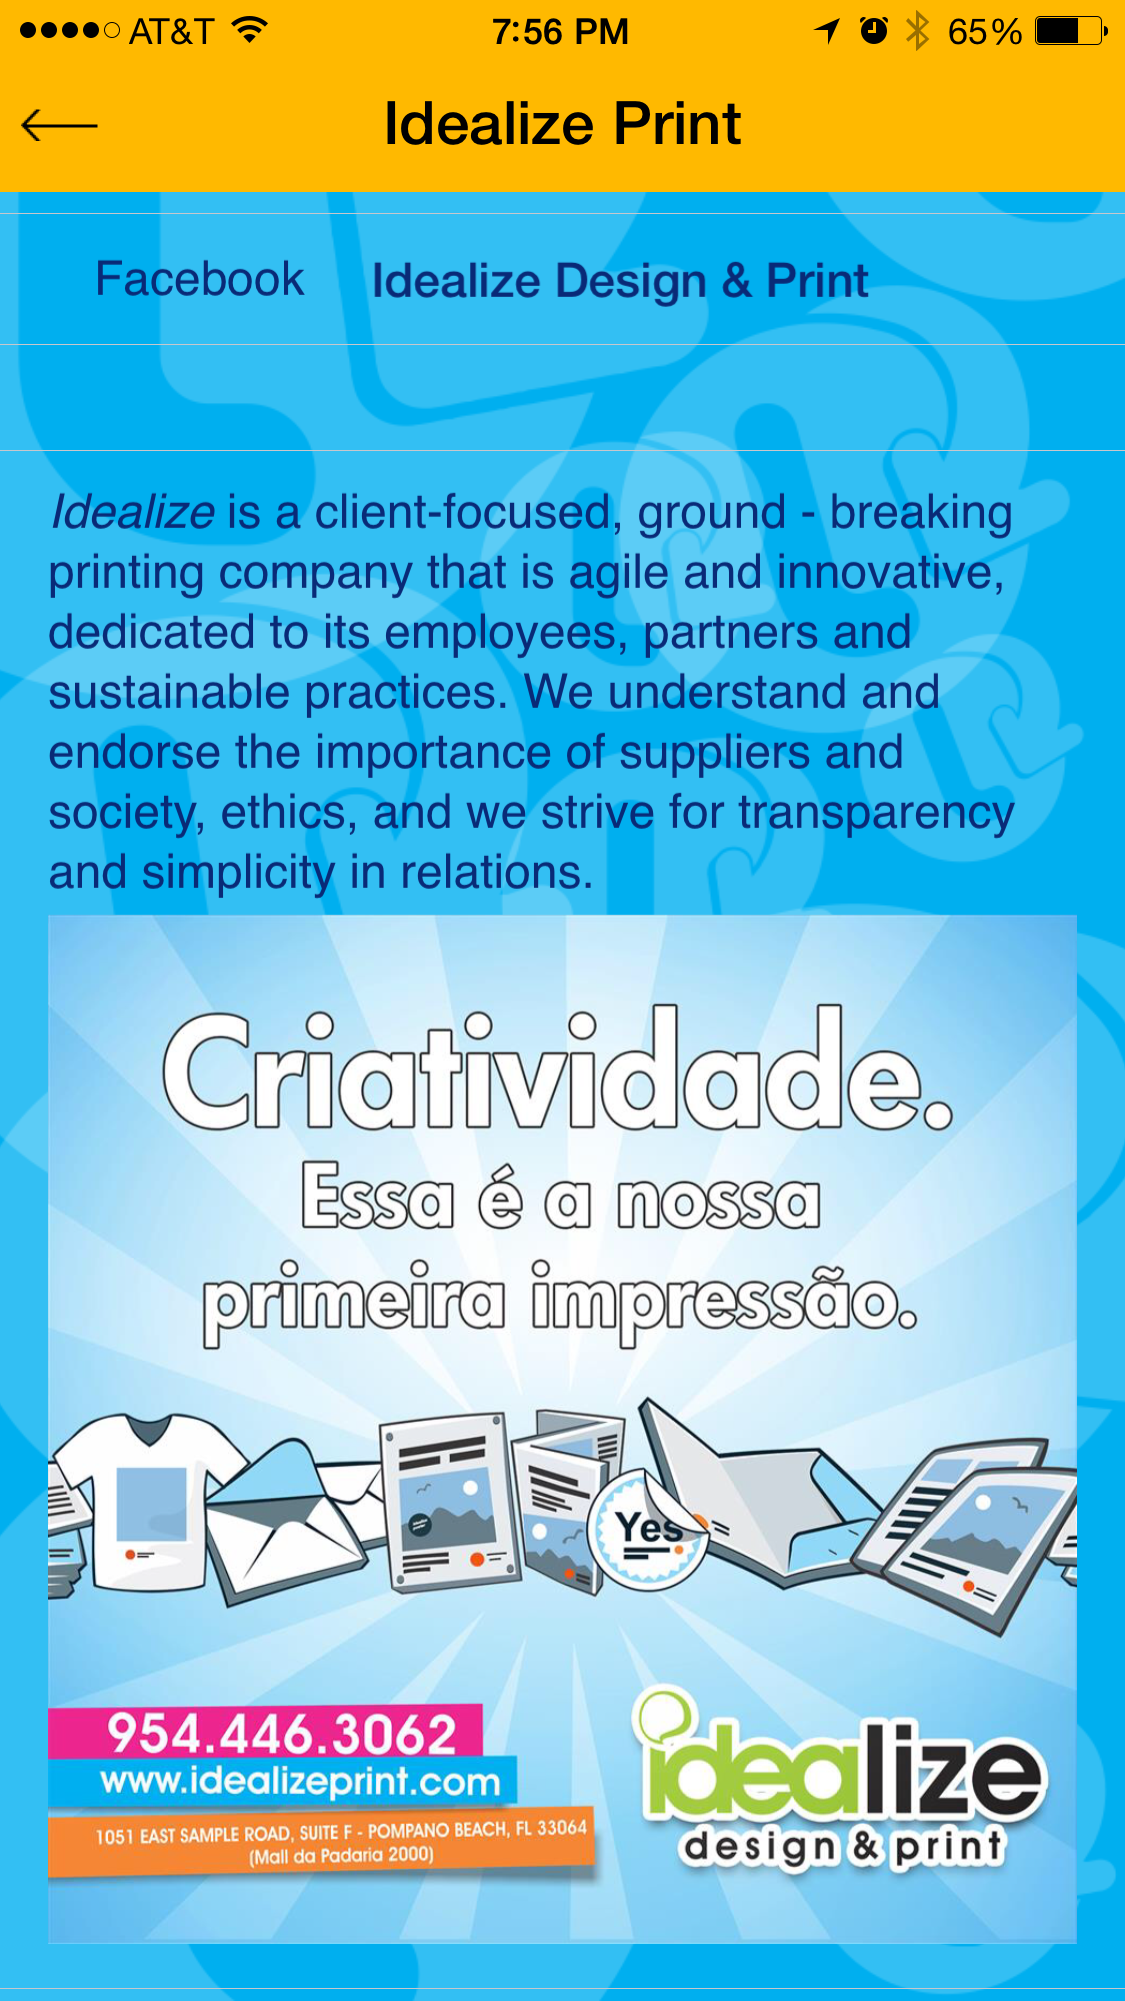 AT&T 7:56 PM 65%
Idealize Print
Facebook Idealize Design & Print
Idealize is a client-focused, ground - breaking
printing company that is agile and innovative,
dedicated to its employees, partners and
sustainable practices. We understand and
endorse the importance of suppliers and
society, ethics, and we strive for transparency
and simplicity in relations.
Criatividade.
Essa é a nossa
primeira impressão.
Yes
954.446.3062
www.idealizeprint.com
1051 EAST SAMPLE ROAD, SUITE F - POMPANO BEACH, FL 33064
(Mall da Padaria 2000)
idealize
design & print